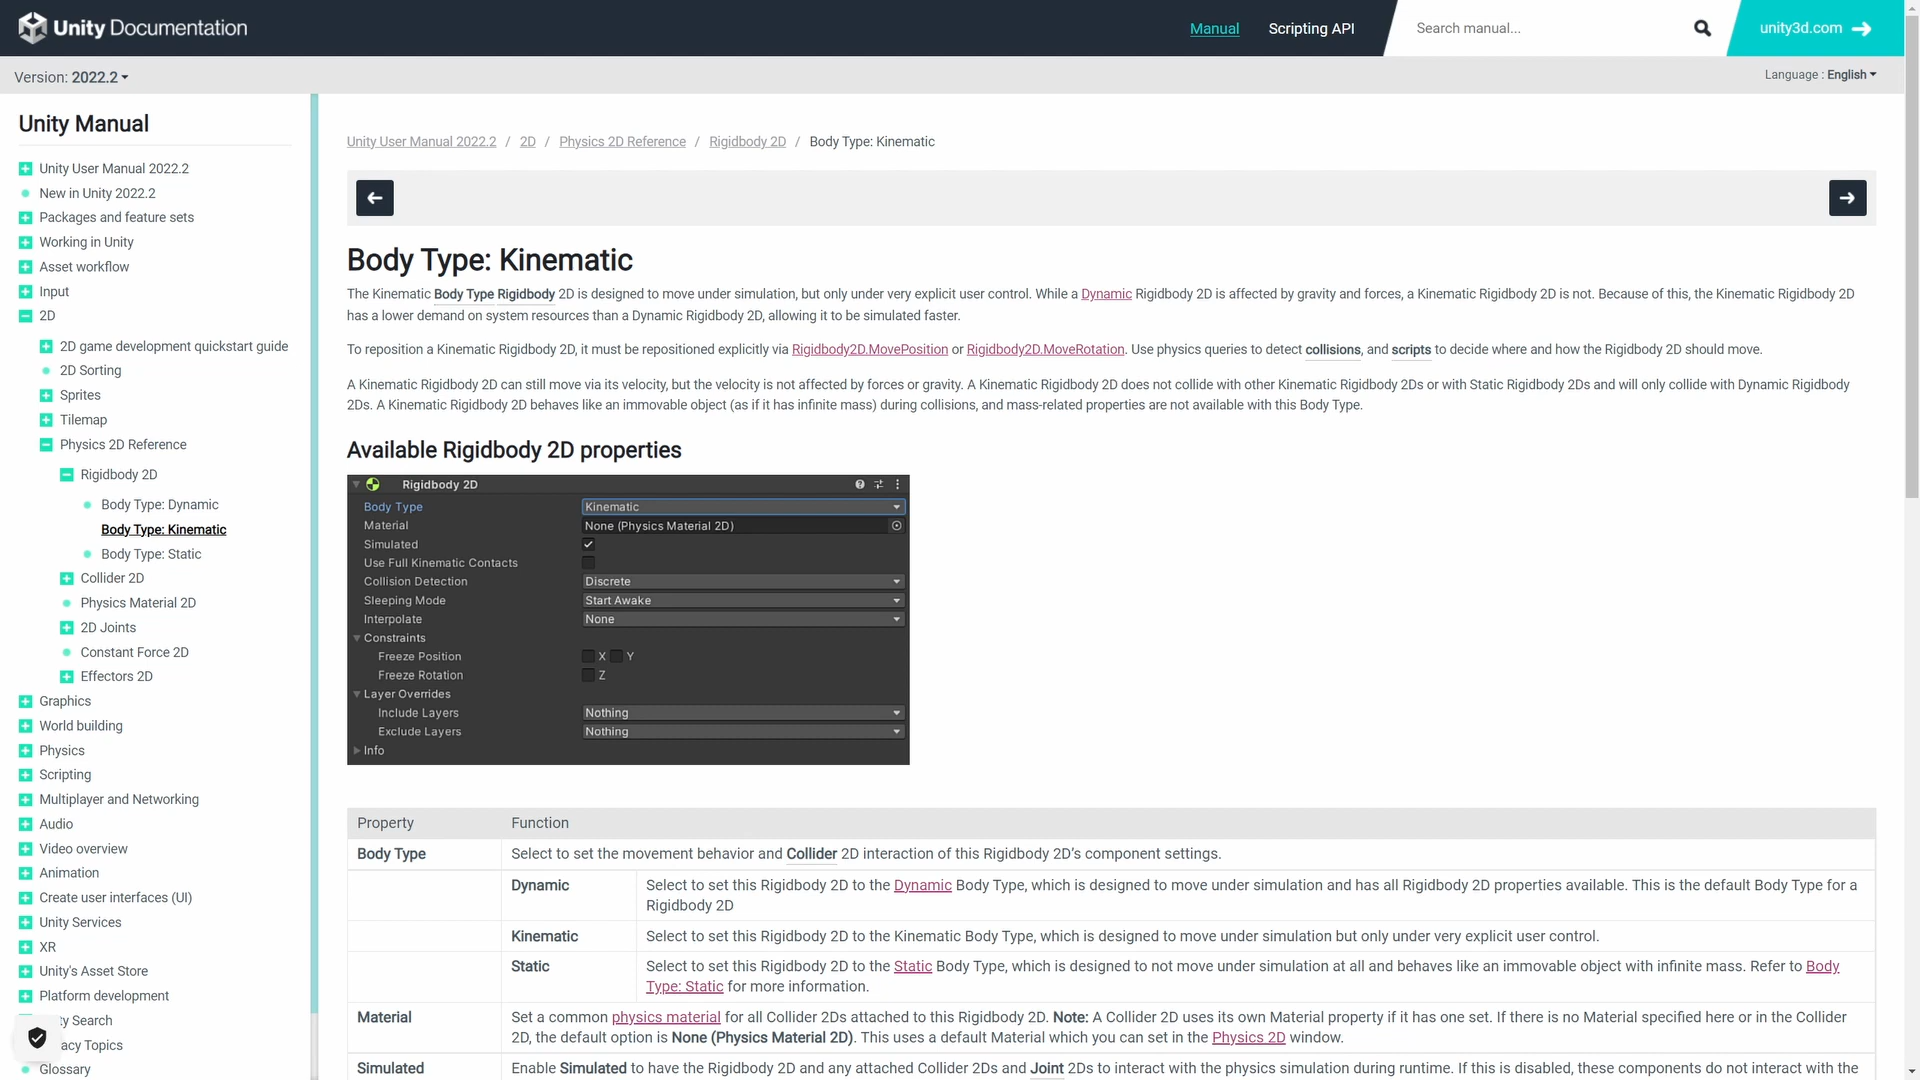 Unity Documentation
Manual
Scripting API
Search manual...
unity3d.com
Version: 2022.2
Language : English
Unity Manual
Unity User Manual 2022.2
New in Unity 2022.2
Packages and feature sets
Working in Unity
Asset workflow
Input
2D
2D game development quickstart guide
2D Sorting
Sprites
Tilemap
Physics 2D Reference
Rigidbody 2D
Body Type: Dynamic
Body Type: Kinematic
Body Type: Static
Collider 2D
Physics Material 2D
2D Joints
Constant Force 2D
Effectors 2D
Graphics
World building
Physics
Scripting
Multiplayer and Networking
Audio
Video overview
Animation
Create user interfaces (UI)
Unity Services
XR
Unity's Asset Store
Platform development
ty Search
acy Topics
Glossary
Unity User Manual 2022.2 / 2D / Physics 2D Reference / Rigidbody 2D / Body Type: Kinematic
Body Type: Kinematic
The Kinematic Body Type Rigidbody 2D is designed to move under simulation, but only under very explicit user control. While a Dynamic Rigidbody 2D is affected by gravity and forces, a Kinematic Rigidbody 2D is not. Because of this, the Kinematic Rigidbody 2D
has a lower demand on system resources than a Dynamic Rigidbody 2D, allowing it to be simulated faster.
To reposition a Kinematic Rigidbody 2D, it must be repositioned explicitly via Rigidbody2D.MovePosition or Rigidbody2D.MoveRotation. Use physics queries to detect collisions, and scripts to decide where and how the Rigidbody 2D should move.
A Kinematic Rigidbody 2D can still move via its velocity, but the velocity is not affected by forces or gravity. A Kinematic Rigidbody 2D does not collide with other Kinematic Rigidbody 2Ds or with Static Rigidbody 2Ds and will only collide with Dynamic Rigidbody
2Ds. A Kinematic Rigidbody 2D behaves like an immovable object (as if it has infinite mass) during collisions, and mass-related properties are not available with this Body Type.
Available Rigidbody 2D properties
Rigidbody 2D
Body Type Kinematic
Material None (Physics Material 2D)
Simulated
Use Full Kinematic Contacts
Collision Detection Discrete
Sleeping Mode Start Awake
Interpolate None
Constraints
Freeze Position X Y
Freeze Rotation Z
Layer Overrides
Include Layers Nothing
Exclude Layers Nothing
Info
Property Function
Body Type Select to set the movement behavior and Collider 2D interaction of this Rigidbody 2D’s component settings.
Dynamic Select to set this Rigidbody 2D to the Dynamic Body Type, which is designed to move under simulation and has all Rigidbody 2D properties available. This is the default Body Type for a
Rigidbody 2D
Kinematic Select to set this Rigidbody 2D to the Kinematic Body Type, which is designed to move under simulation but only under very explicit user control.
Static Select to set this Rigidbody 2D to the Static Body Type, which is designed to not move under simulation at all and behaves like an immovable object with infinite mass. Refer to Body
Type: Static for more information.
Material Set a common physics material for all Collider 2Ds attached to this Rigidbody 2D. Note: A Collider 2D uses its own Material property if it has one set. If there is no Material specified here or in the Collider
2D, the default option is None (Physics Material 2D). This uses a default Material which you can set in the Physics 2D window.
Simulated Enable Simulated to have the Rigidbody 2D and any attached Collider 2Ds and Joint 2Ds to interact with the physics simulation during runtime. If this is disabled, these components do not interact with the